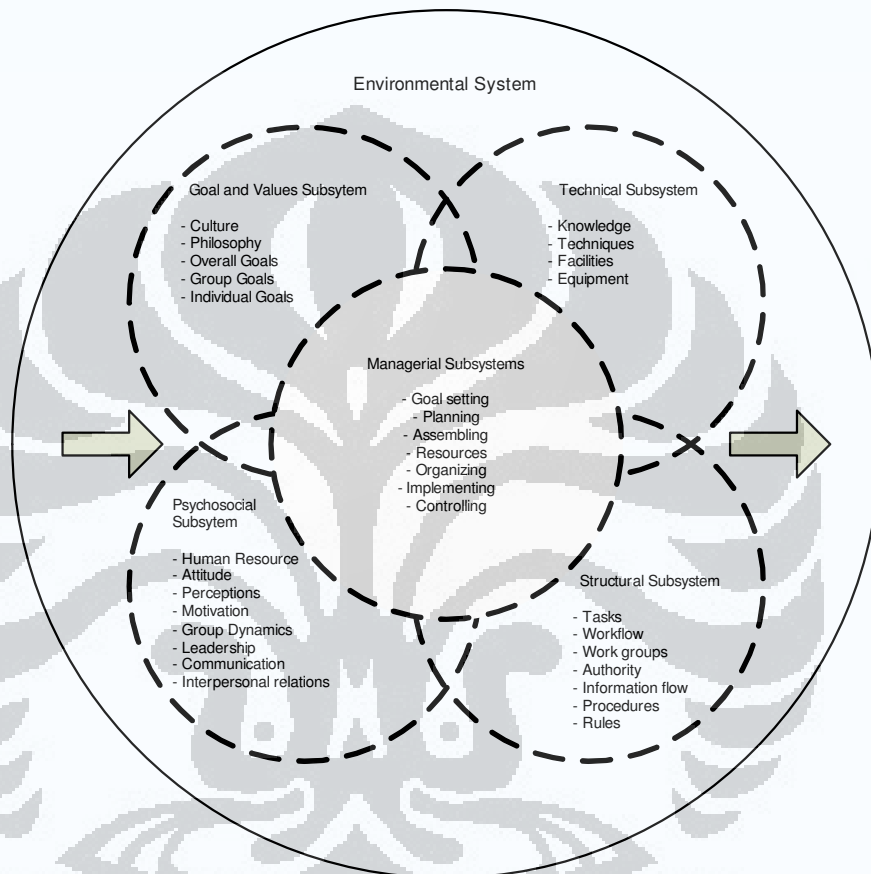 Environmental System
Goal and Values Subsytem
- Culture
- Philosophy
- Overall Goals
- Group Goals
- Individual Goals
Technical Subsystem
- Knowledge
- Techniques
- Facilities
- Equipment
Managerial Subsystems
- Goal setting
- Planning
- Assembling
- Resources
- Organizing
- Implementing
- Controlling
Psychosocial
Subsytem
- Human Resource
- Attitude
- Perceptions
- Motivation
- Group Dynamics
- Leadership
- Communication
- Interpersonal relations
Structural Subsystem
- Tasks
- Workflow
- Work groups
- Authority
- Information flow
- Procedures
- Rules